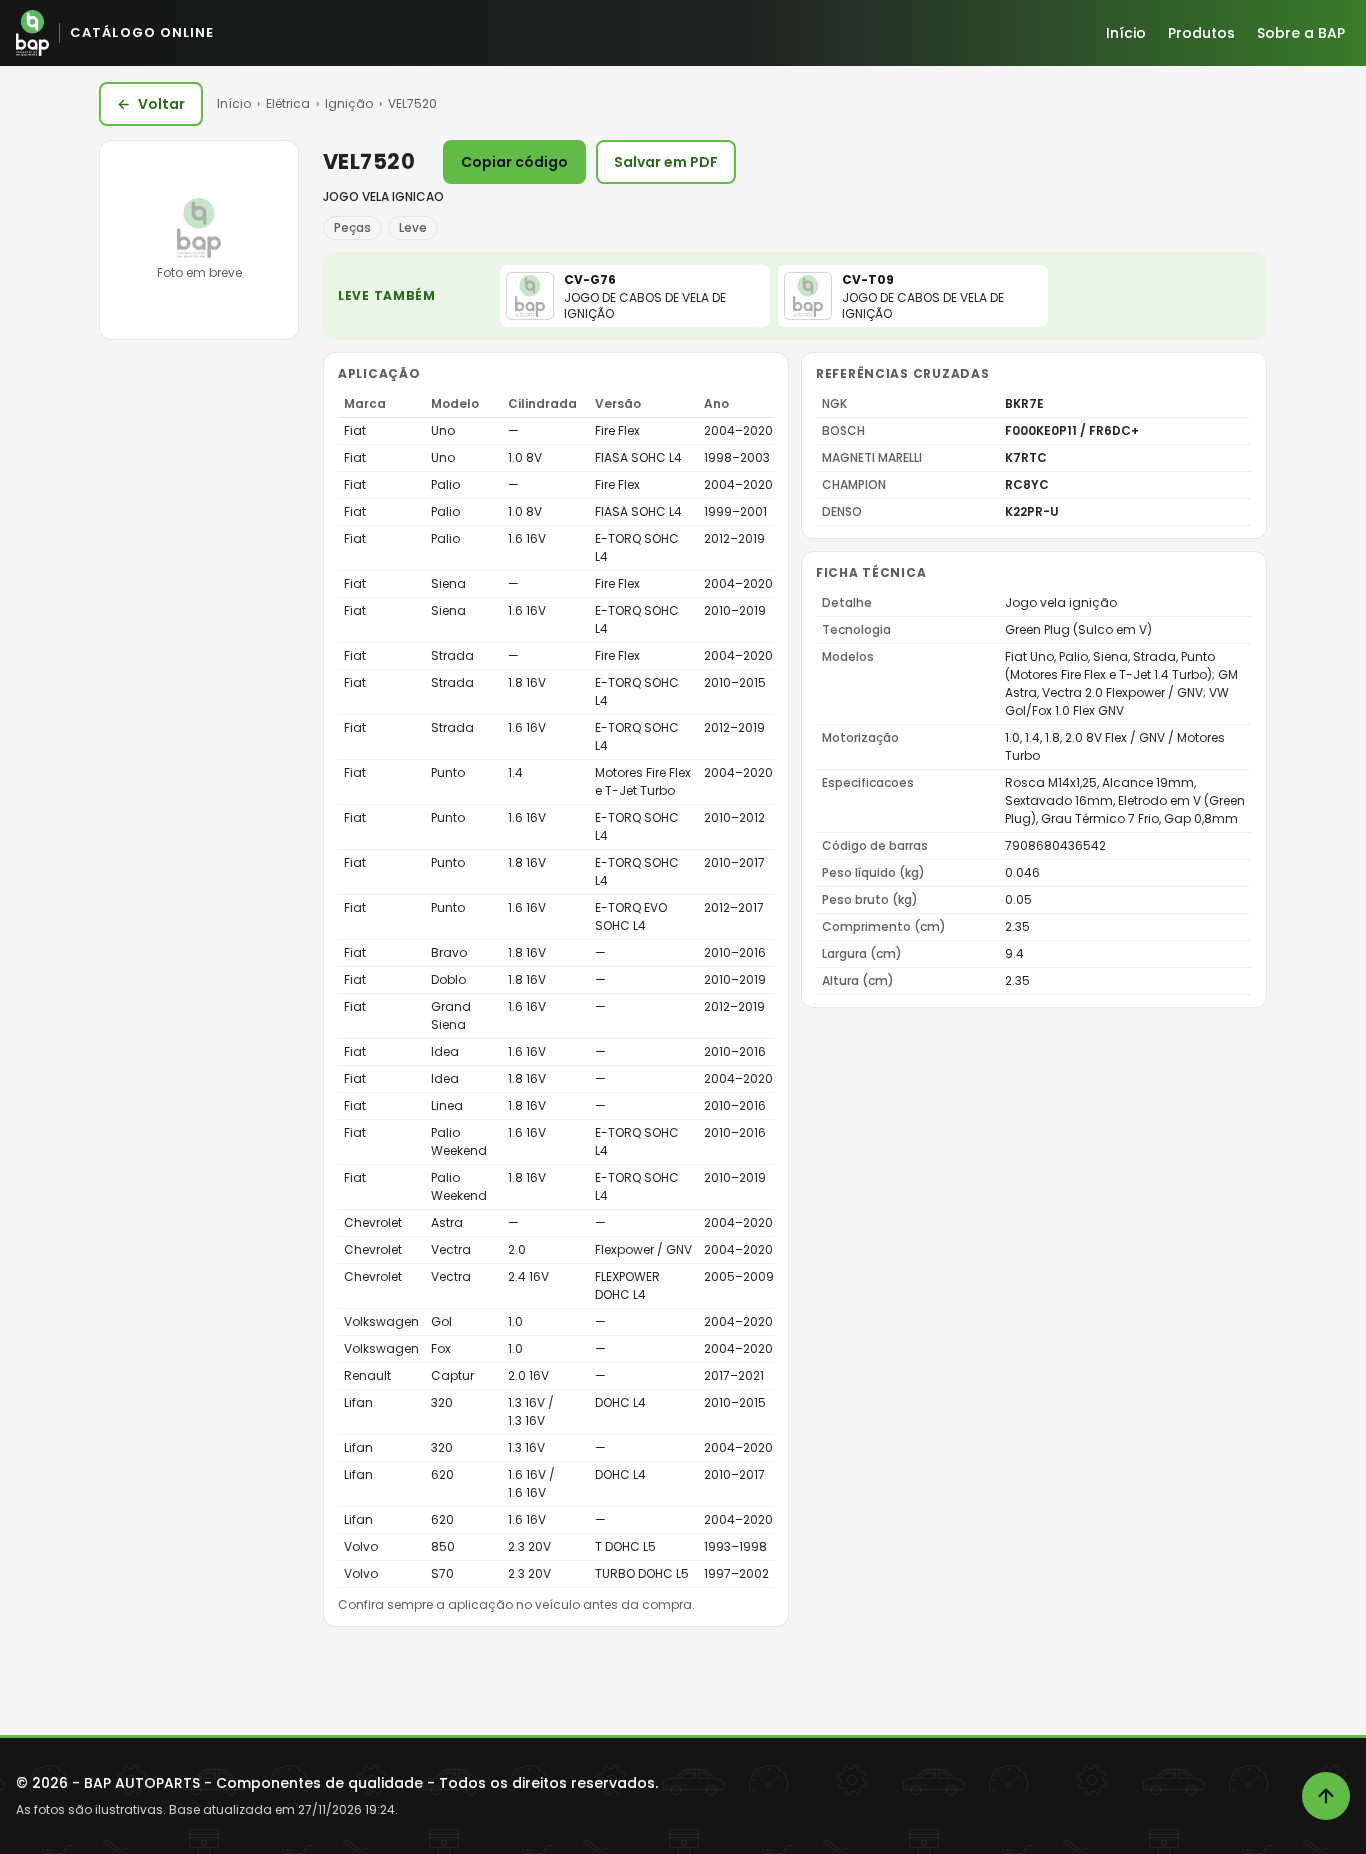 bap
CATÁLOGO ONLINE
Início Produtos Sobre a BAP
← Voltar
Início › Elétrica › Ignição › VEL7520
bap
Foto em breve
VEL7520
Copiar código
Salvar em PDF
JOGO VELA IGNICAO
Peças Leve
LEVE TAMBÉM
bap
CV-G76
JOGO DE CABOS DE VELA DE
IGNIÇÃO
bap
CV-T09
JOGO DE CABOS DE VELA DE
IGNIÇÃO
APLICAÇÃO
Marca Modelo Cilindrada Versão Ano
Fiat Uno — Fire Flex 2004–2020
Fiat Uno 1.0 8V FIASA SOHC L4 1998–2003
Fiat Palio — Fire Flex 2004–2020
Fiat Palio 1.0 8V FIASA SOHC L4 1999–2001
Fiat Palio 1.6 16V E-TORQ SOHC 2012–2019
L4
Fiat Siena — Fire Flex 2004–2020
Fiat Siena 1.6 16V E-TORQ SOHC 2010–2019
L4
Fiat Strada — Fire Flex 2004–2020
Fiat Strada 1.8 16V E-TORQ SOHC 2010–2015
L4
Fiat Strada 1.6 16V E-TORQ SOHC 2012–2019
L4
Fiat Punto 1.4 Motores Fire Flex 2004–2020
e T-Jet Turbo
Fiat Punto 1.6 16V E-TORQ SOHC 2010–2012
L4
Fiat Punto 1.8 16V E-TORQ SOHC 2010–2017
L4
Fiat Punto 1.6 16V E-TORQ EVO 2012–2017
SOHC L4
Fiat Bravo 1.8 16V — 2010–2016
Fiat Doblo 1.8 16V — 2010–2019
Fiat Grand 1.6 16V — 2012–2019
Siena
Fiat Idea 1.6 16V — 2010–2016
Fiat Idea 1.8 16V — 2004–2020
Fiat Linea 1.8 16V — 2010–2016
Fiat Palio 1.6 16V E-TORQ SOHC 2010–2016
Weekend L4
Fiat Palio 1.8 16V E-TORQ SOHC 2010–2019
Weekend L4
Chevrolet Astra — — 2004–2020
Chevrolet Vectra 2.0 Flexpower / GNV 2004–2020
Chevrolet Vectra 2.4 16V FLEXPOWER 2005–2009
DOHC L4
Volkswagen Gol 1.0 — 2004–2020
Volkswagen Fox 1.0 — 2004–2020
Renault Captur 2.0 16V — 2017–2021
Lifan 320 1.3 16V / DOHC L4 2010–2015
1.3 16V
Lifan 320 1.3 16V — 2004–2020
Lifan 620 1.6 16V / DOHC L4 2010–2017
1.6 16V
Lifan 620 1.6 16V — 2004–2020
Volvo 850 2.3 20V T DOHC L5 1993–1998
Volvo S70 2.3 20V TURBO DOHC L5 1997–2002
Confira sempre a aplicação no veículo antes da compra.
REFERÊNCIAS CRUZADAS
NGK BKR7E
BOSCH F000KE0P11 / FR6DC+
MAGNETI MARELLI K7RTC
CHAMPION RC8YC
DENSO K22PR-U
FICHA TÉCNICA
Detalhe Jogo vela ignição
Tecnologia Green Plug (Sulco em V)
Modelos Fiat Uno, Palio, Siena, Strada, Punto
(Motores Fire Flex e T-Jet 1.4 Turbo); GM
Astra, Vectra 2.0 Flexpower / GNV; VW
Gol/Fox 1.0 Flex GNV
Motorização 1.0, 1.4, 1.8, 2.0 8V Flex / GNV / Motores
Turbo
Especificacoes Rosca M14x1,25, Alcance 19mm,
Sextavado 16mm, Eletrodo em V (Green
Plug), Grau Térmico 7 Frio, Gap 0,8mm
Código de barras 7908680436542
Peso líquido (kg) 0.046
Peso bruto (kg) 0.05
Comprimento (cm) 2.35
Largura (cm) 9.4
Altura (cm) 2.35
© 2026 - BAP AUTOPARTS - Componentes de qualidade - Todos os direitos reservados.
As fotos são ilustrativas. Base atualizada em 27/11/2026 19:24.